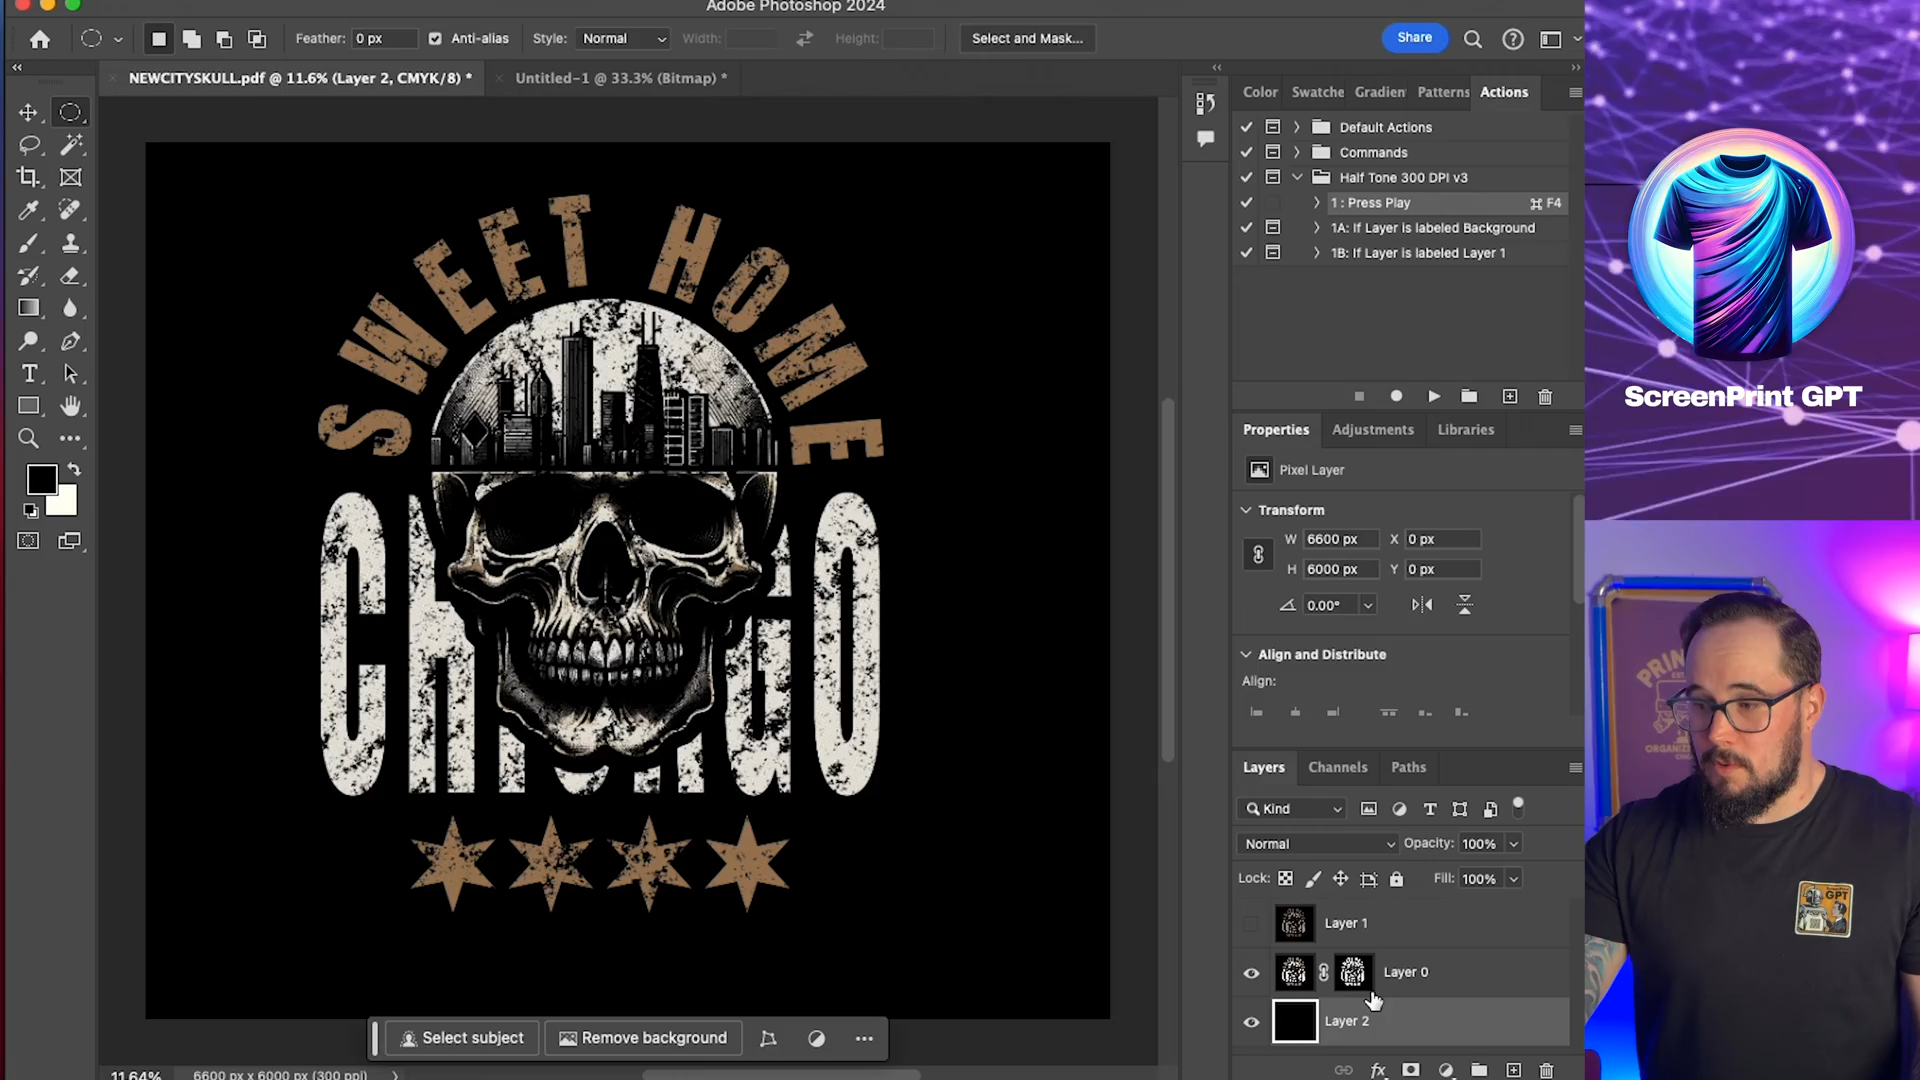 Adobe Photoshop 2024
Feather: 0 px Anti-alias Style: Normal Width: Height: Select and Mask... Share
NEWCITYSKULL.pdf @ 11.6% (Layer 2, CMYK/8) * Untitled-1 @ 33.3% (Bitmap) *
Color Swatche Gradien Patterns Actions
Default Actions
Commands
Half Tone 300 DPI v3
1 : Press Play ⌘ F4
1A: If Layer is labeled Background
1B: If Layer is labeled Layer 1
SWEET HOME
CHICAGO
Properties Adjustments Libraries
Pixel Layer
Transform
W 6600 px X 0 px
H 6000 px Y 0 px
0.00°
Align and Distribute
Align:
Layers Channels Paths
Kind
Normal Opacity: 100%
Lock: Fill: 100%
Layer 1
Layer 0
Layer 2
Select subject Remove background
11.64% 6600 px x 6000 px (300 ppi)
ScreenPrint GPT
GPT